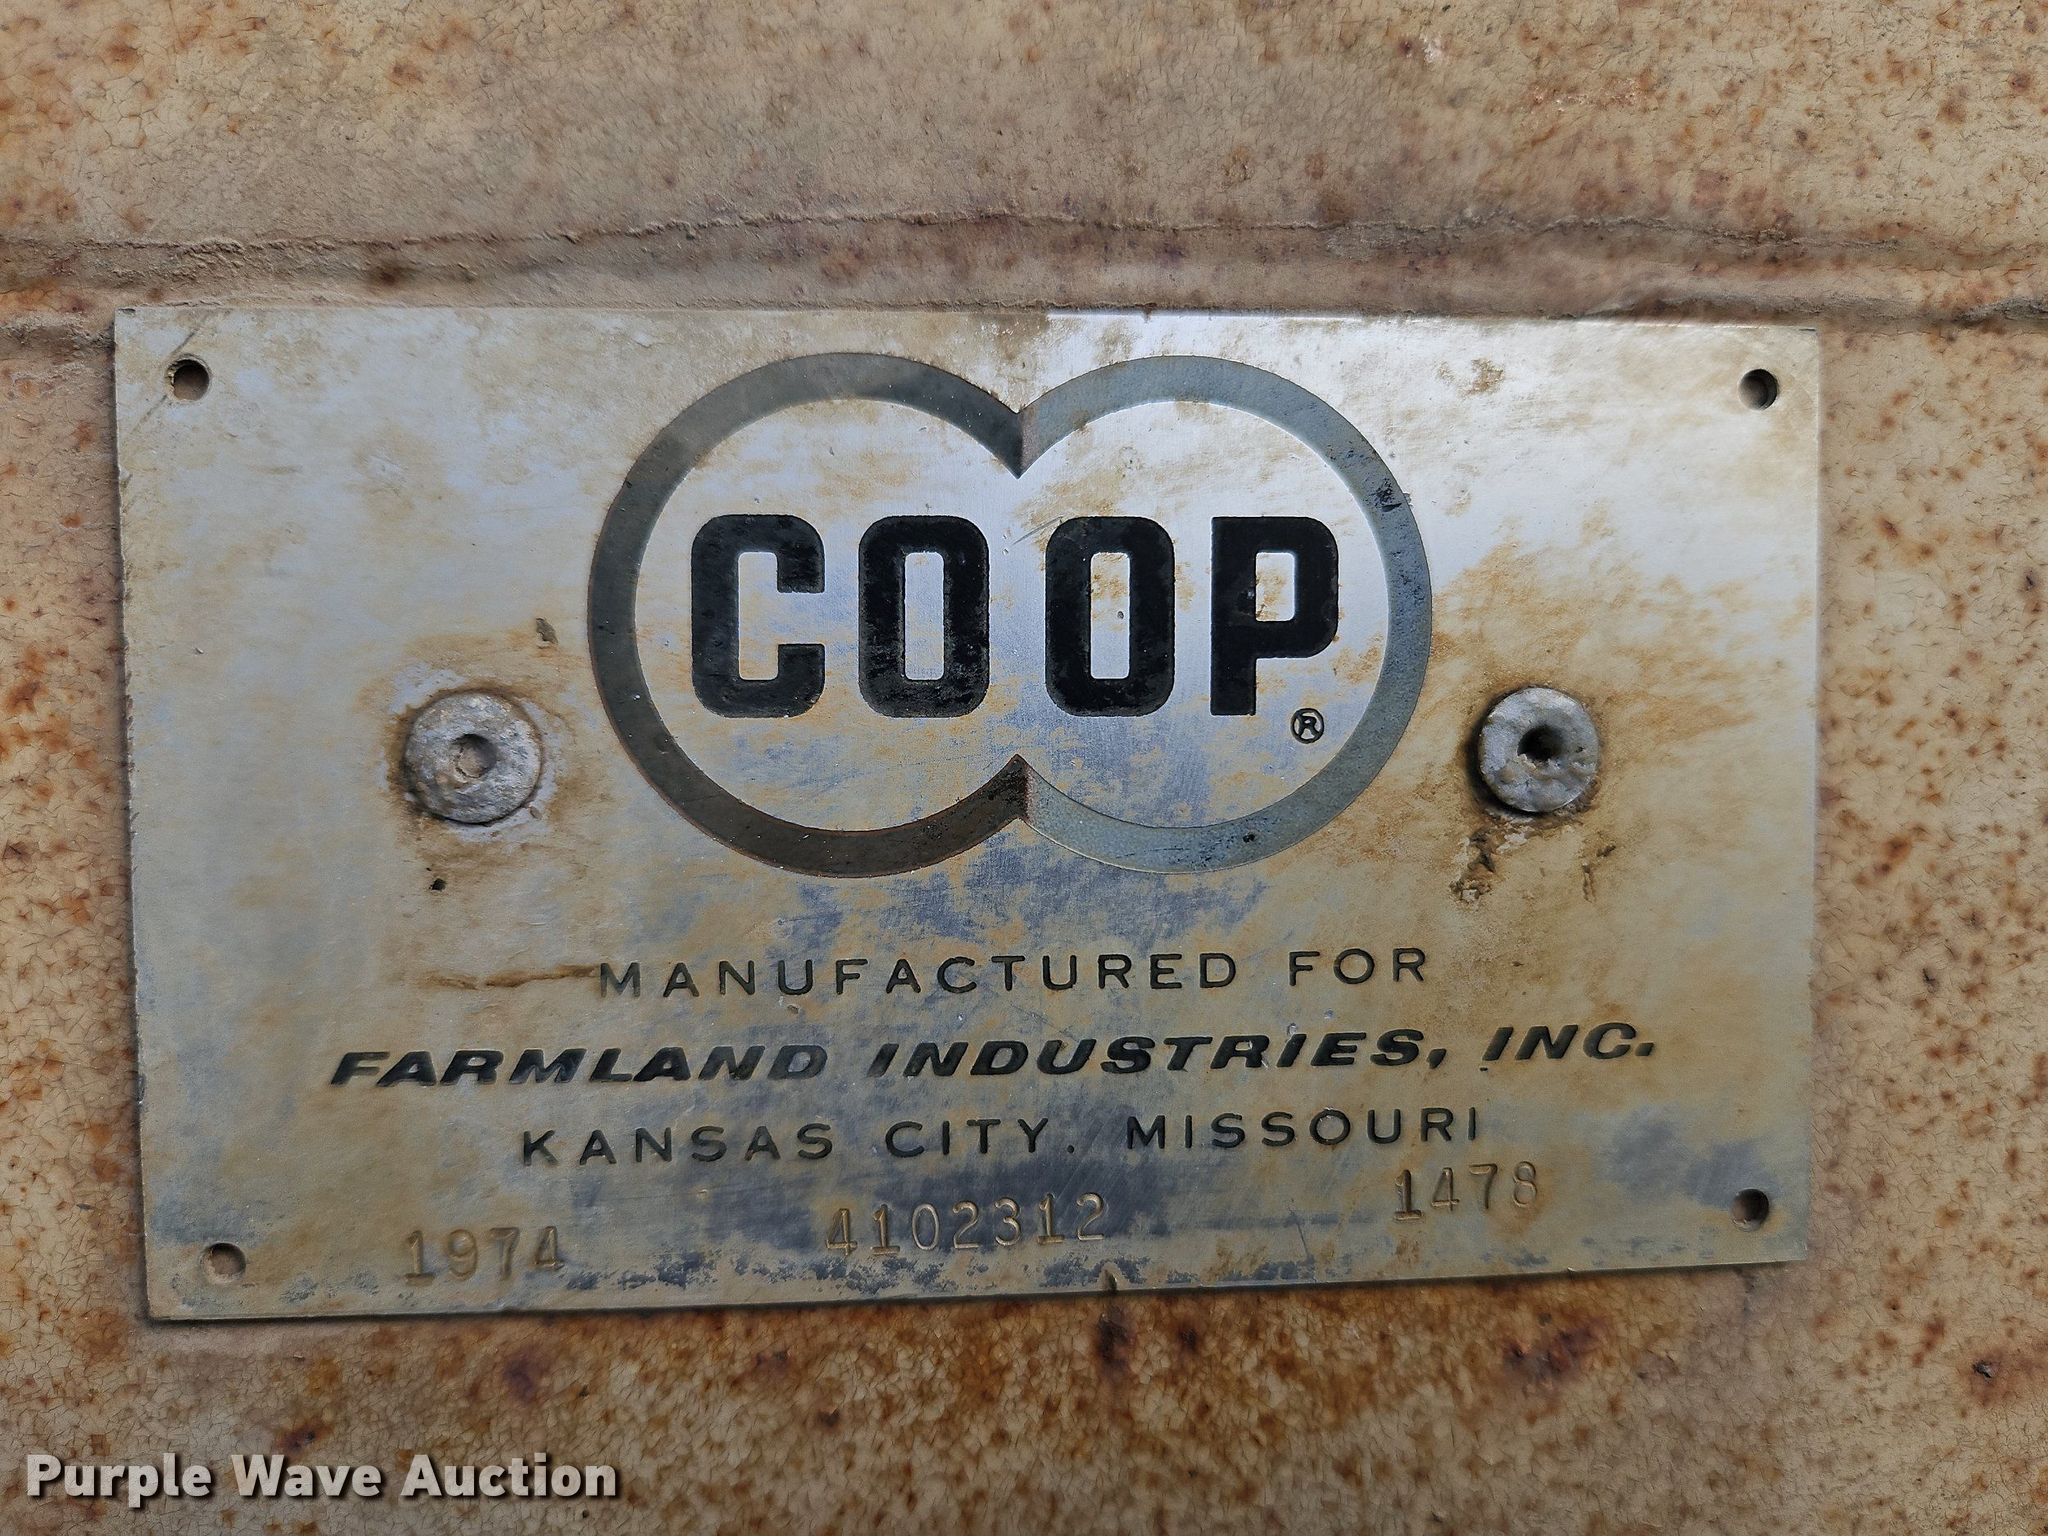 COOP®
MANUFACTURED FOR
FARMLAND INDUSTRIES, INC.
KANSAS CITY, MISSOURI
1974 4102312 1478
Purple Wave Auction